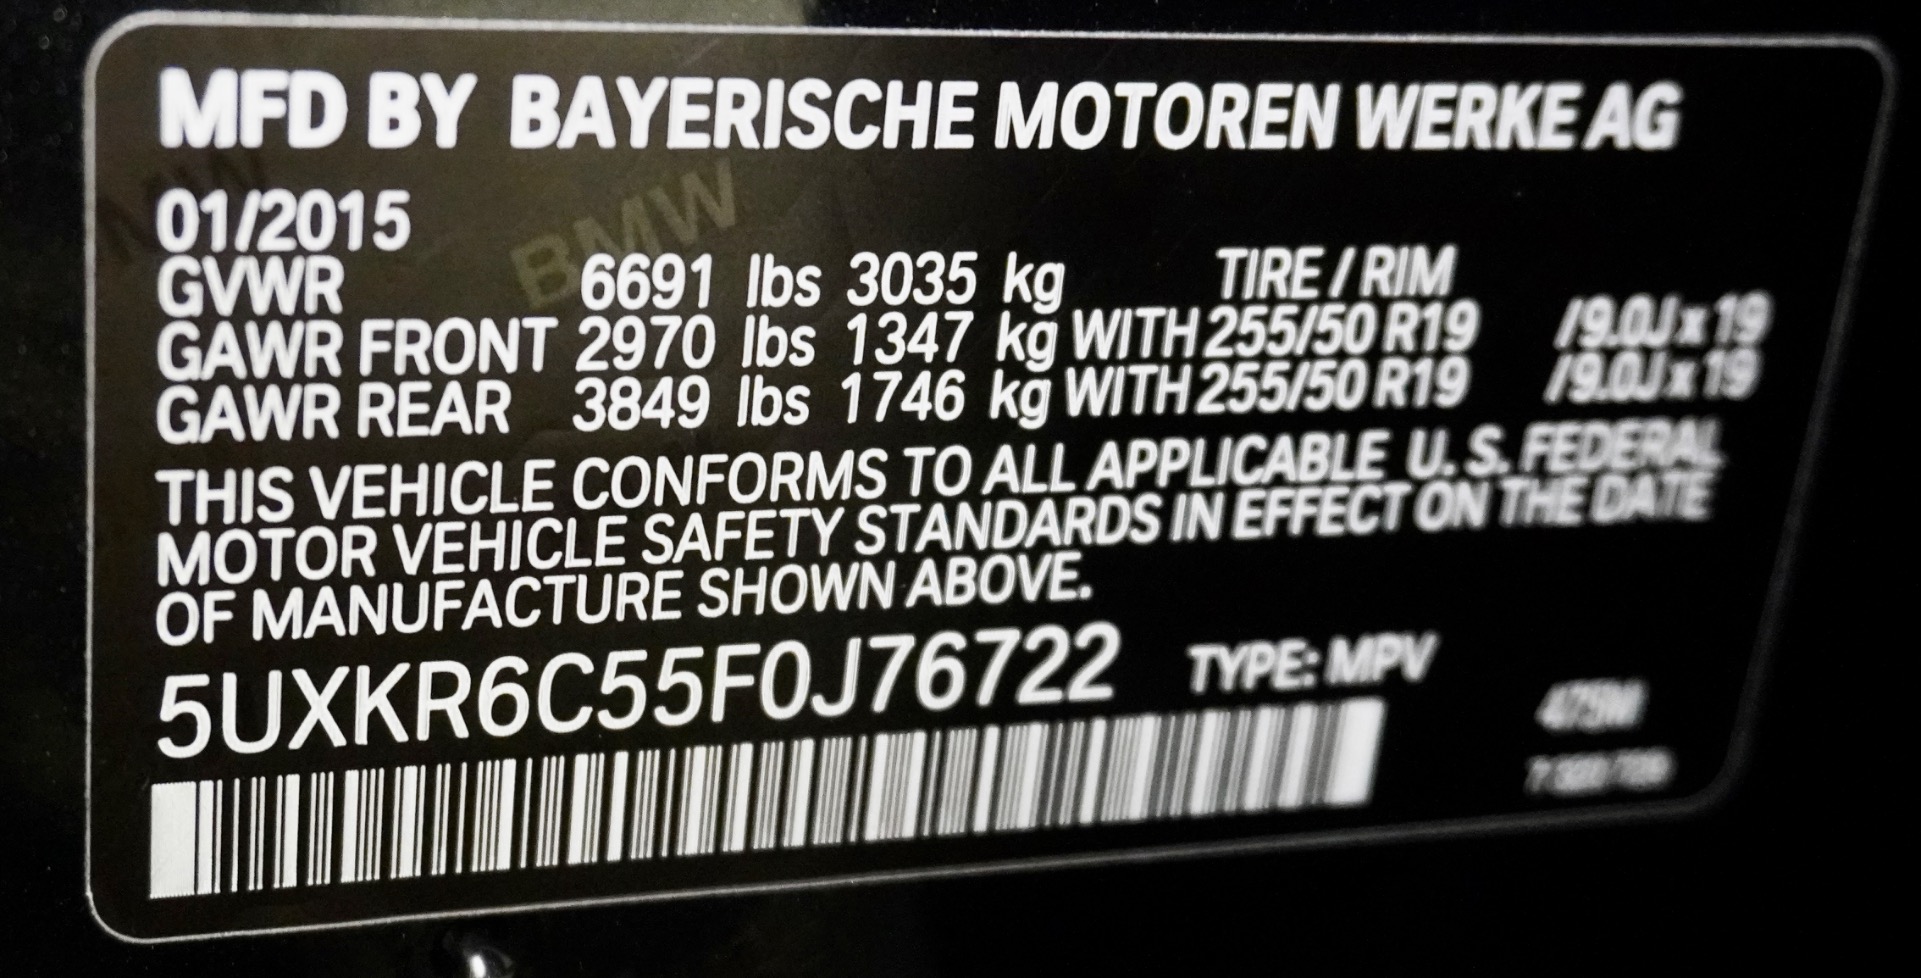 MFD BY BAYERISCHE MOTOREN WERKE AG
BMW
01/2015
GVWR 6691 lbs 3035 kg TIRE / RIM
GAWR FRONT 2970 lbs 1347 kg WITH 255/50 R19 /9.0J x 19
GAWR REAR 3849 lbs 1746 kg WITH 255/50 R19 /9.0J x 19
THIS VEHICLE CONFORMS TO ALL APPLICABLE U. S. FEDERAL
MOTOR VEHICLE SAFETY STANDARDS IN EFFECT ON THE DATE
OF MANUFACTURE SHOWN ABOVE.
5UXKR6C55F0J76722 TYPE: MPV
475M